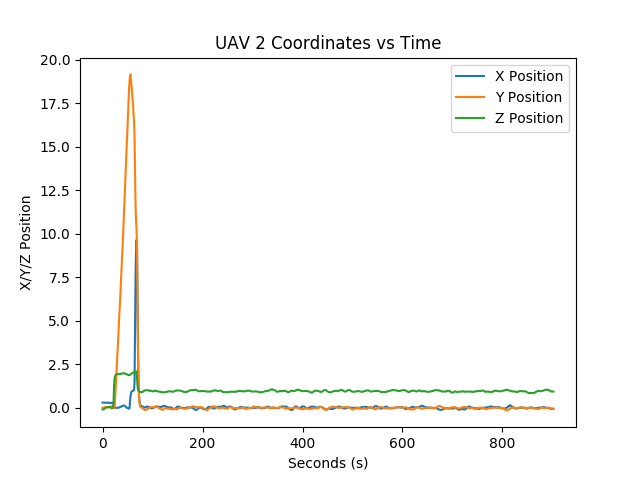 UAV 2 Coordinates vs Time
X Position
Y Position
Z Position
X/Y/Z Position
20.0
17.5
15.0
12.5
10.0
7.5
5.0
2.5
0.0
0 200 400 600 800
Seconds (s)